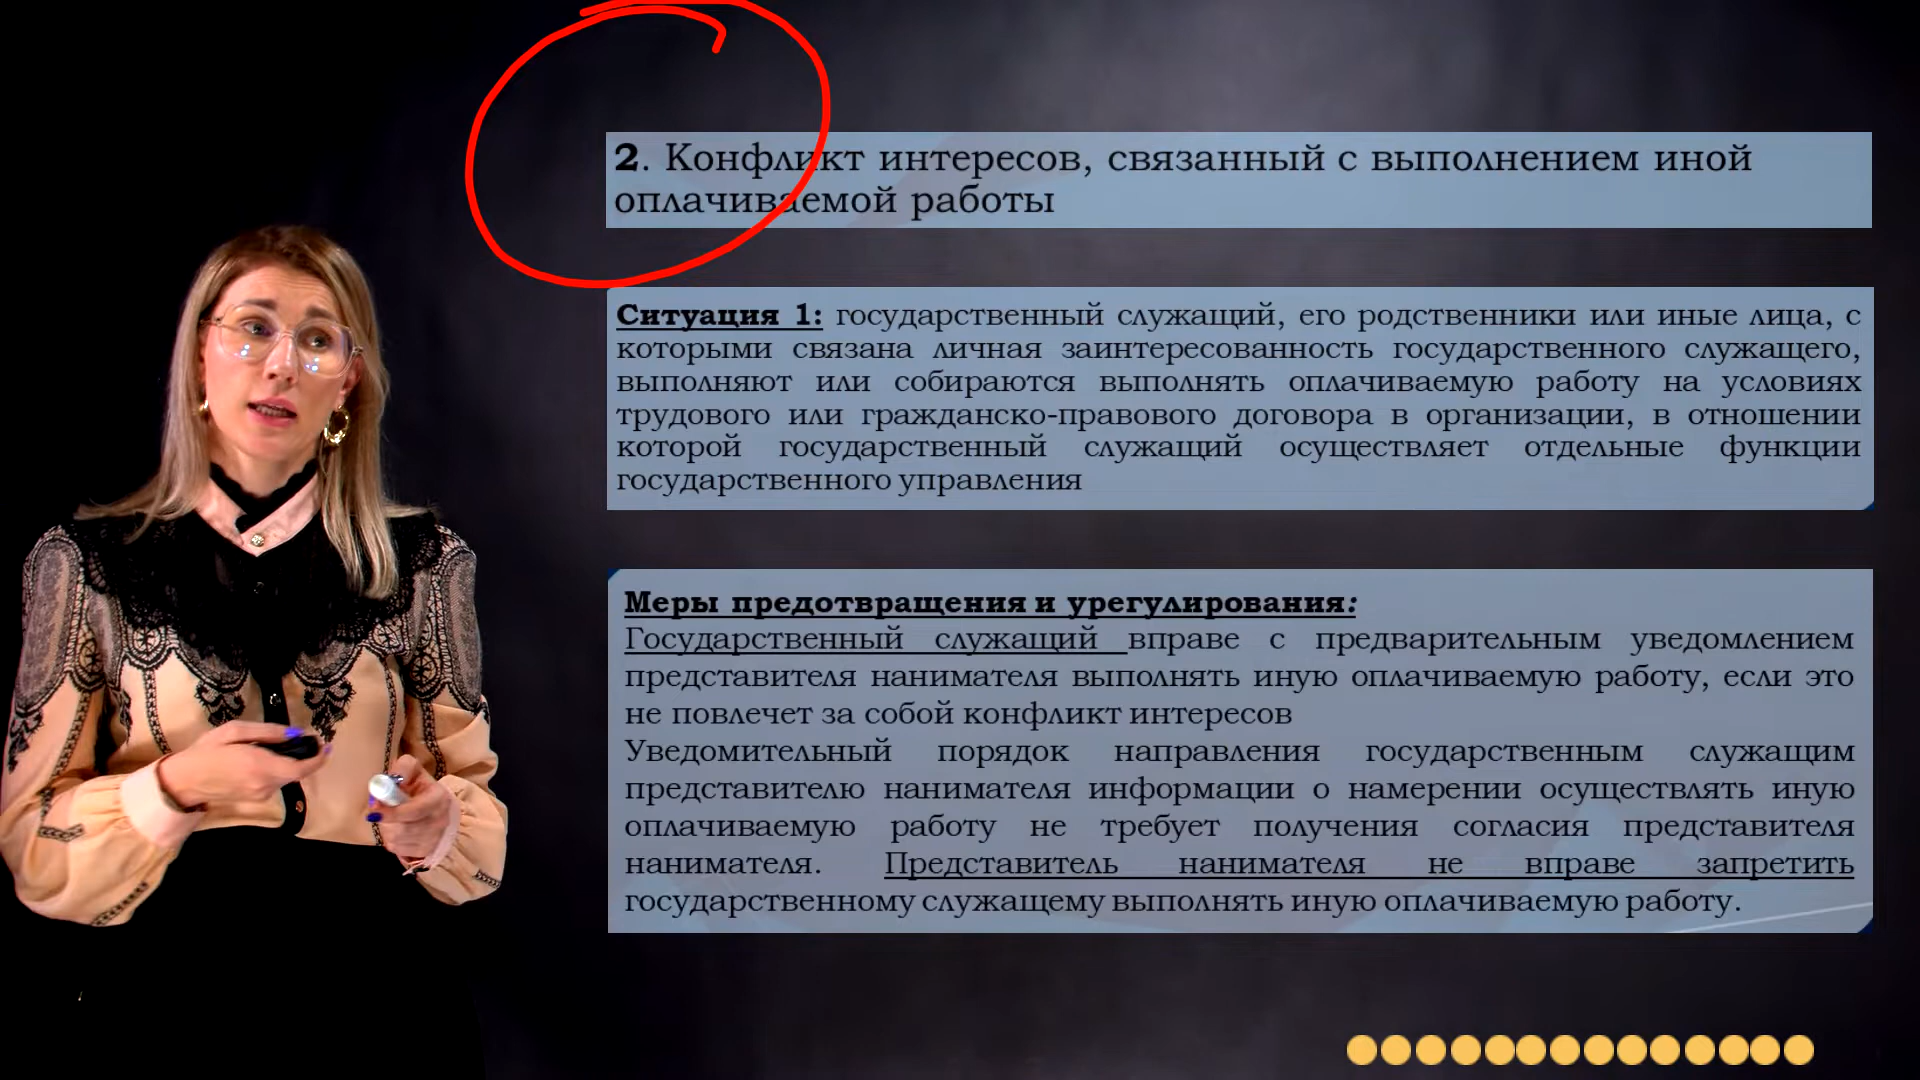 2. Конфликт интересов, связанный с выполнением иной
оплачиваемой работы
Ситуация 1: государственный служащий, его родственники или иные лица, с
которыми связана личная заинтересованность государственного служащего,
выполняют или собираются выполнять оплачиваемую работу на условиях
трудового или гражданско-правового договора в организации, в отношении
которой государственный служащий осуществляет отдельные функции
государственного управления
Меры предотвращения и урегулирования:
Государственный служащий вправе с предварительным уведомлением
представителя нанимателя выполнять иную оплачиваемую работу, если это
не повлечет за собой конфликт интересов
Уведомительный порядок направления государственным служащим
представителю нанимателя информации о намерении осуществлять иную
оплачиваемую работу не требует получения согласия представителя
нанимателя. Представитель нанимателя не вправе запретить
государственному служащему выполнять иную оплачиваемую работу.